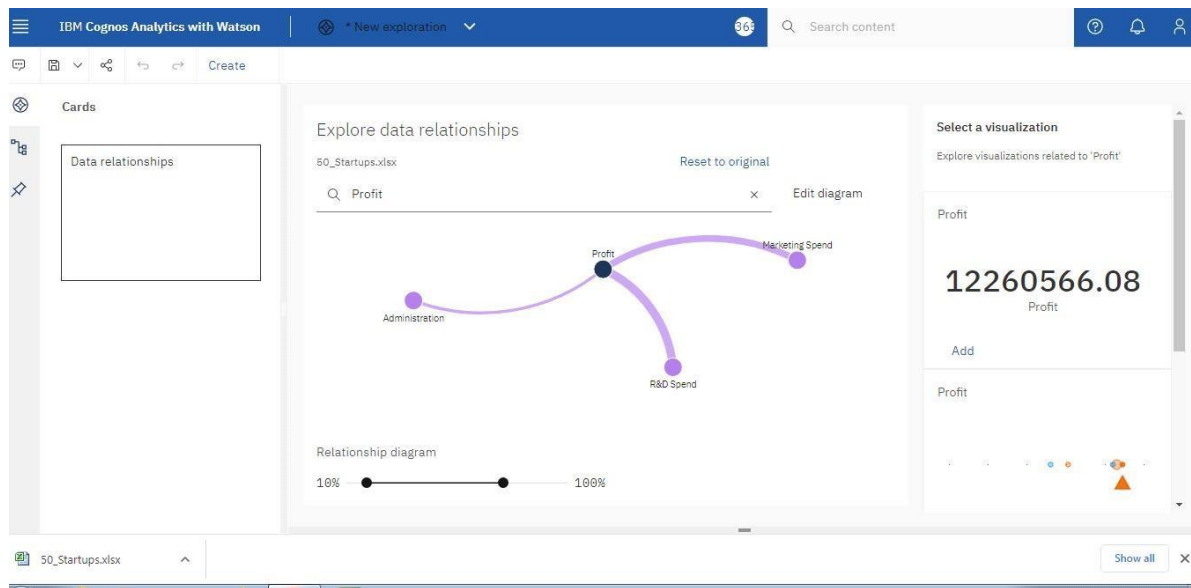 IBM Cognos Analytics with Watson
* New exploration
365
Search content
Create
Cards
Data relationships
Explore data relationships
50_Startups.xlsx
Reset to original
Profit
Edit diagram
Profit
Marketing Spend
Administration
R&D Spend
Relationship diagram
10%
100%
Select a visualization
Explore visualizations related to 'Profit'
Profit
12260566.08
Profit
Add
Profit
50_Startups.xlsx
Show all